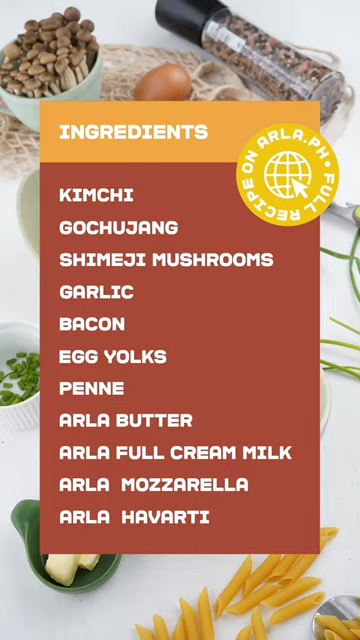 INGREDIENTS
FULL RECIPE ON ARLA.PH •
KIMCHI
GOCHUJANG
SHIMEJI MUSHROOMS
GARLIC
BACON
EGG YOLKS
PENNE
ARLA BUTTER
ARLA FULL CREAM MILK
ARLA MOZZARELLA
ARLA HAVARTI